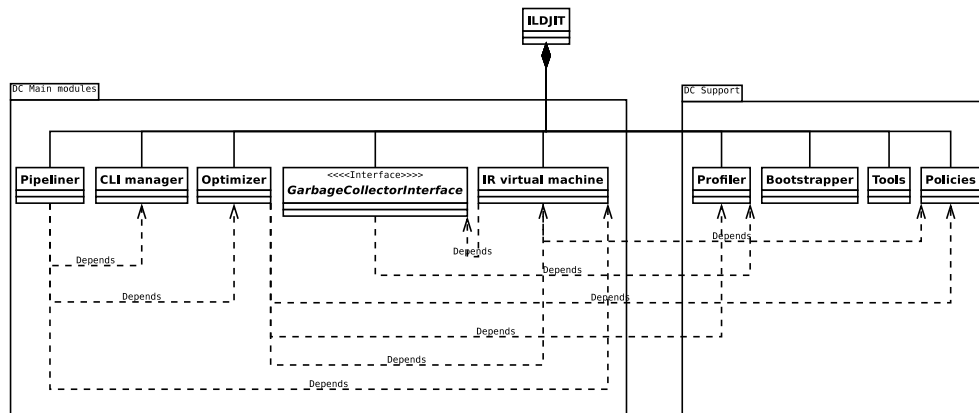 ILDJIT
DC Main modules
DC Support
Pipeliner
CLI manager
Optimizer
<<<<Interface>>>>
GarbageCollectorInterface
IR virtual machine
Profiler
Bootstrapper
Tools
Policies
Depends
Depends
Depends
Depends
Depends
Depends
Depends
Depends
Depends
Depends